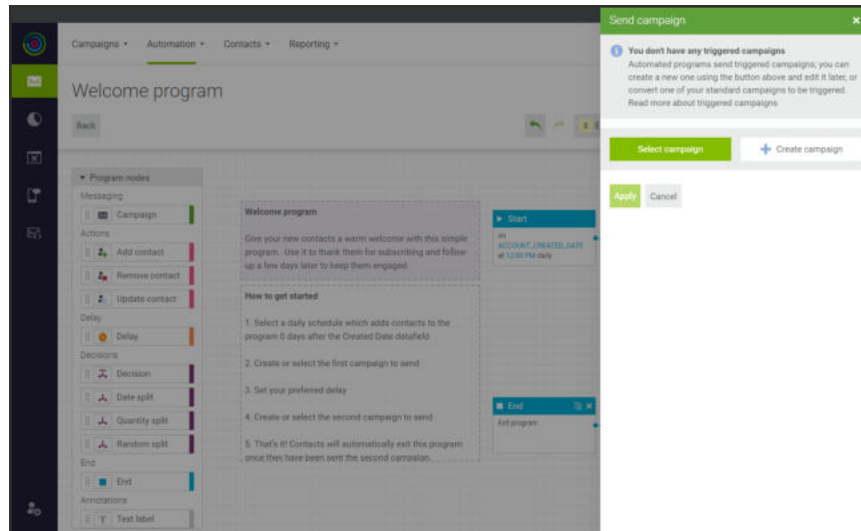 Send campaign
Campaigns
Automation
Contacts
Reporting
You don't have any triggered campaigns
Automated programs send triggered campaigns; you can
create a new one using the button above and edit it later, or
convert one of your standard campaigns to be triggered.
Read more about triggered campaigns
Welcome program
Back
Select campaign
Create campaign
Apply
Cancel
Program nodes
Messaging
Campaign
Actions
Add contact
Remove contact
Update contact
Delay
Delay
Decisions
Decision
Date split
Quantity split
Random split
End
End
Annotations
Text label
Welcome program
Give your new contacts a warm welcome with this simple
program. Use it to thank them for subscribing and follow
up a few days later to keep them engaged.
How to get started
1. Select a daily schedule which adds contacts to the
program 0 days after the Created Date datafield
2. Create or select the first campaign to send
3. Set your preferred delay
4. Create or select the second campaign to send
5. That's it! Contacts will automatically exit this program
once they have been sent the second campaign.
Start
on
ACCOUNT_CREATED_DATE
at 12:00 PM daily
End
Exit program